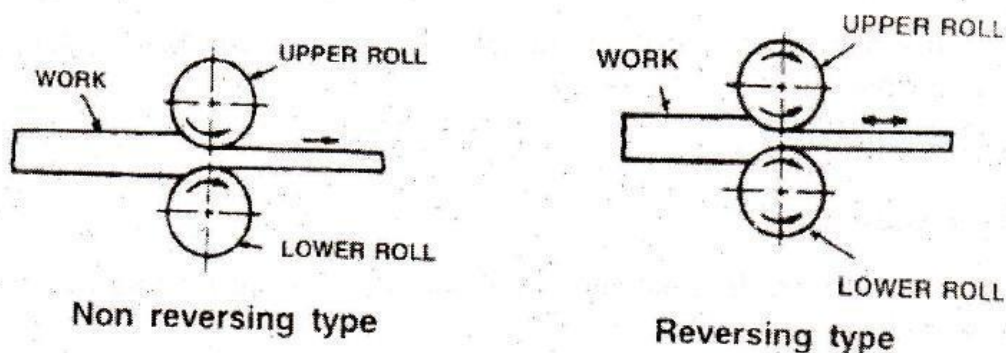 UPPER ROLL
WORK
LOWER ROLL
Non reversing type
UPPER ROLL
WORK
LOWER ROLL
Reversing type